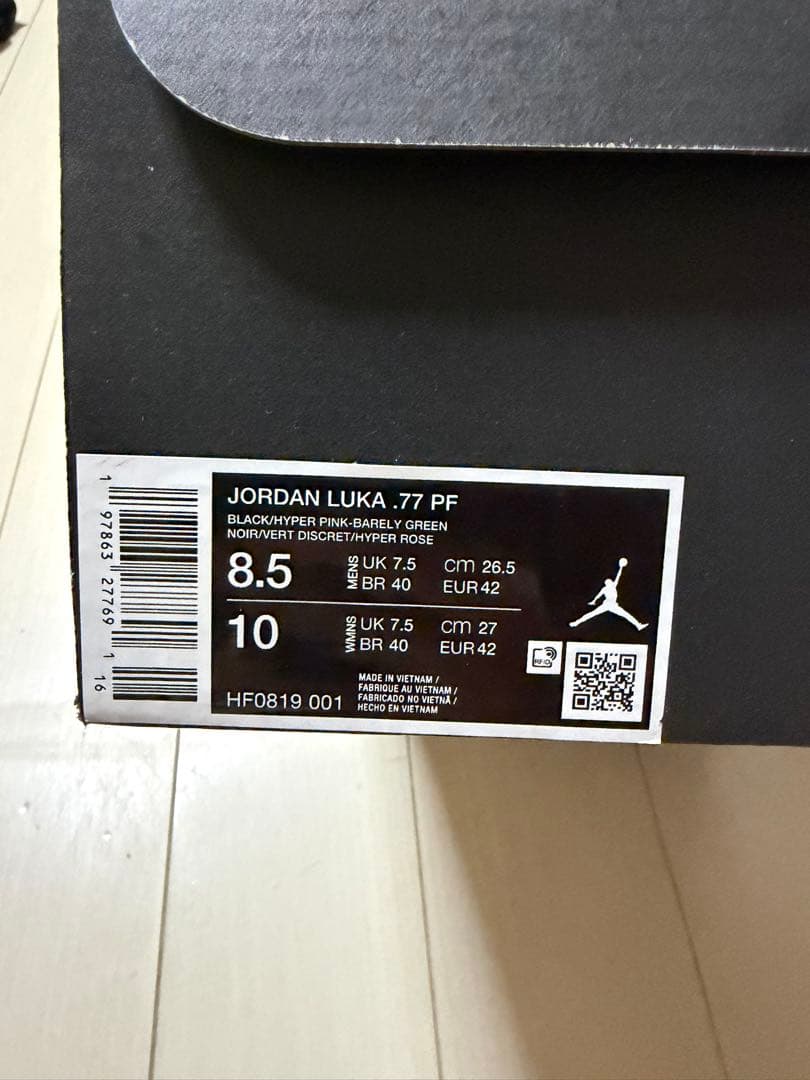 JORDAN LUKA .77 PF
BLACK/HYPER PINK-BARELY GREEN
NOIR/VERT DISCRET/HYPER ROSE
8.5 MENS UK 7.5 cm 26.5
BR 40 EUR 42
10 WMNS UK 7.5 cm 27
BR 40 EUR 42
RFID
HF0819 001
MADE IN VIETNAM /
FABRIQUE AU VIETNAM /
FABRICADO NO VIETNÃ /
HECHO EN VIETNAM
1 97863 27769 1 16